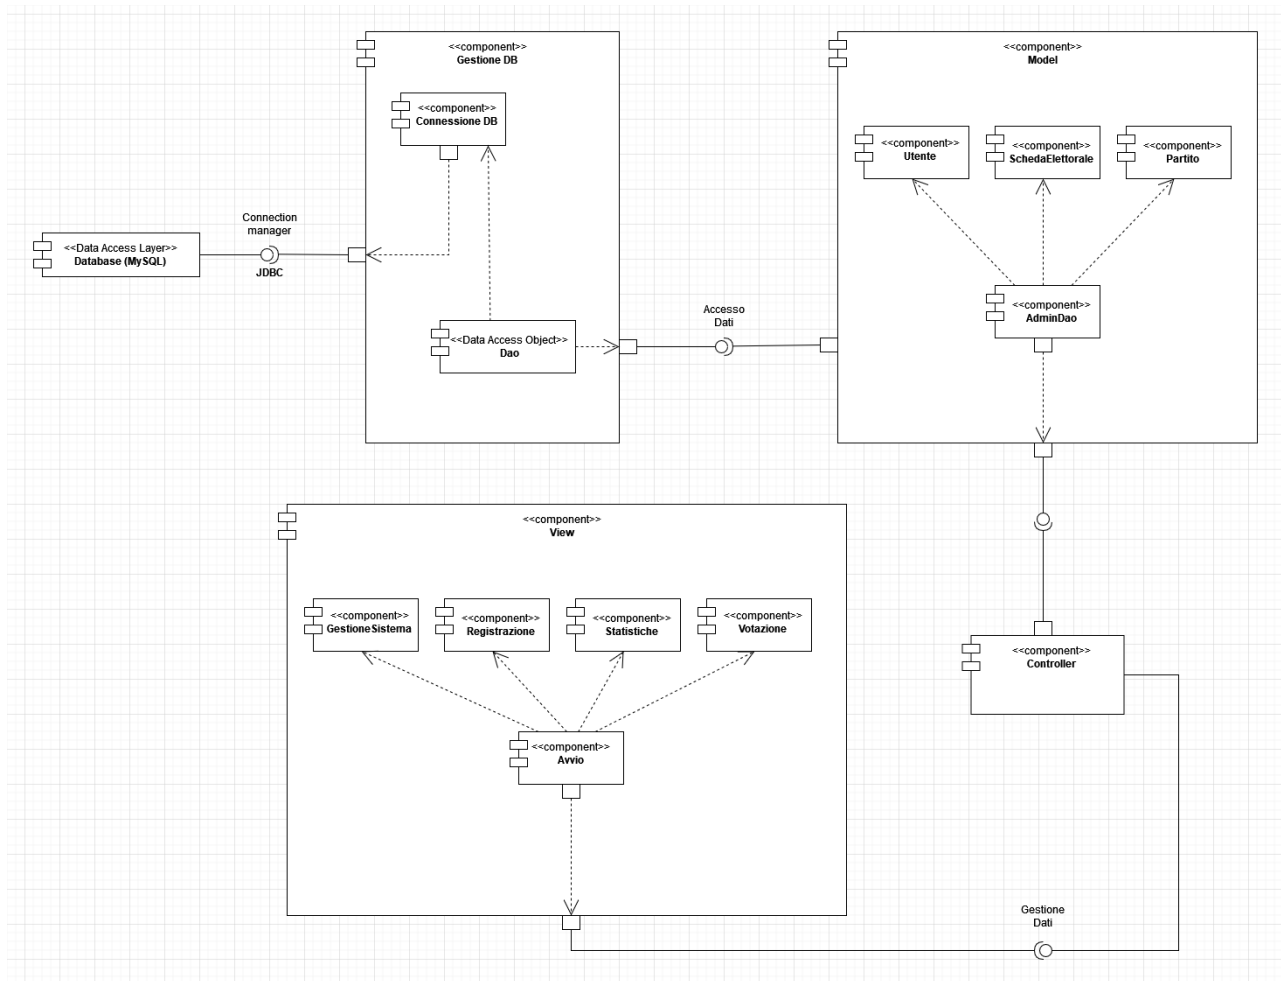 <<component>>
Gestione DB
<<component>>
Connessione DB
Connection
manager
<<Data Access Layer>>
Database (MySQL)
JDBC
<<Data Access Object>>
Dao
Accesso
Dati
<<component>>
Model
<<component>>
Utente
<<component>>
SchedaElettorale
<<component>>
Partito
<<component>>
AdminDao
<<component>>
View
<<component>>
GestioneSistema
<<component>>
Registrazione
<<component>>
Statistiche
<<component>>
Votazione
<<component>>
Avvio
<<component>>
Controller
Gestione
Dati